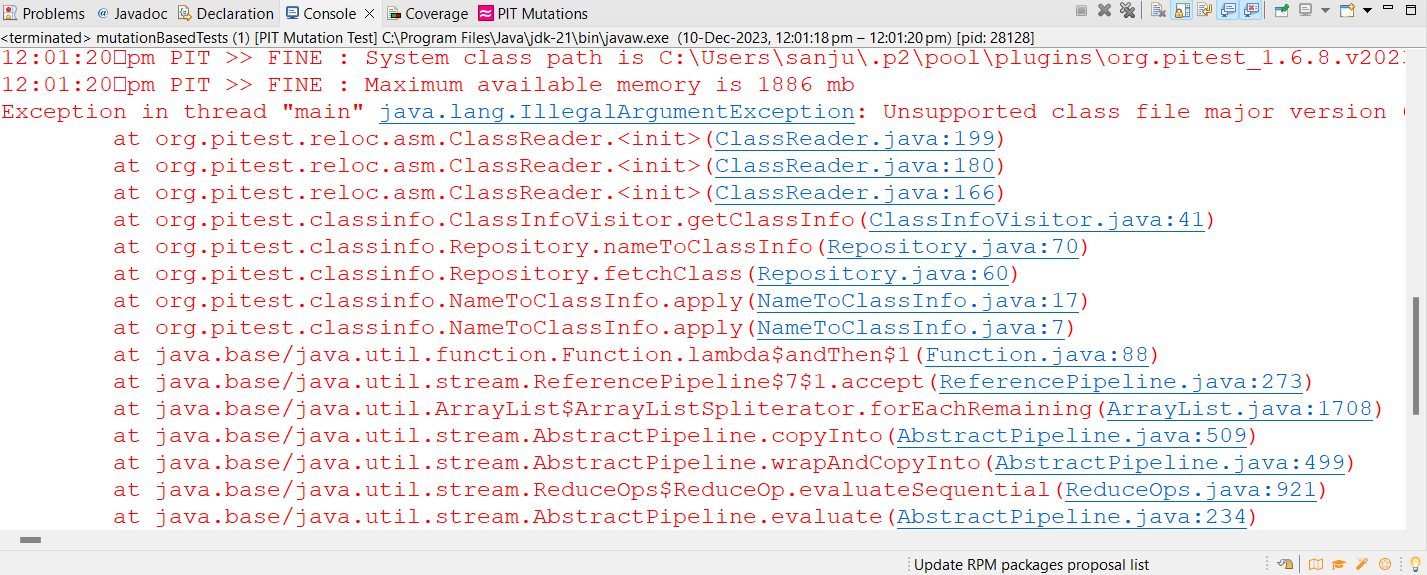 Problems @ Javadoc Declaration Console Coverage PIT Mutations
<terminated> mutationBasedTests (1) [PIT Mutation Test] C:\Program Files\Java\jdk-21\bin\javaw.exe (10-Dec-2023, 12:01:18 pm – 12:01:20 pm) [pid: 28128]
12:01:20□pm PIT >> FINE : System class path is C:\Users\sanju\.p2\pool\plugins\org.pitest_1.6.8.v202
12:01:20□pm PIT >> FINE : Maximum available memory is 1886 mb
Exception in thread "main" java.lang.IllegalArgumentException: Unsupported class file major version
at org.pitest.reloc.asm.ClassReader.<init>(ClassReader.java:199)
at org.pitest.reloc.asm.ClassReader.<init>(ClassReader.java:180)
at org.pitest.reloc.asm.ClassReader.<init>(ClassReader.java:166)
at org.pitest.classinfo.ClassInfoVisitor.getClassInfo(ClassInfoVisitor.java:41)
at org.pitest.classinfo.Repository.nameToClassInfo(Repository.java:70)
at org.pitest.classinfo.Repository.fetchClass(Repository.java:60)
at org.pitest.classinfo.NameToClassInfo.apply(NameToClassInfo.java:17)
at org.pitest.classinfo.NameToClassInfo.apply(NameToClassInfo.java:7)
at java.base/java.util.function.Function.lambda$andThen$1(Function.java:88)
at java.base/java.util.stream.ReferencePipeline$7$1.accept(ReferencePipeline.java:273)
at java.base/java.util.ArrayList$ArrayListSpliterator.forEachRemaining(ArrayList.java:1708)
at java.base/java.util.stream.AbstractPipeline.copyInto(AbstractPipeline.java:509)
at java.base/java.util.stream.AbstractPipeline.wrapAndCopyInto(AbstractPipeline.java:499)
at java.base/java.util.stream.ReduceOps$ReduceOp.evaluateSequential(ReduceOps.java:921)
at java.base/java.util.stream.AbstractPipeline.evaluate(AbstractPipeline.java:234)
Update RPM packages proposal list